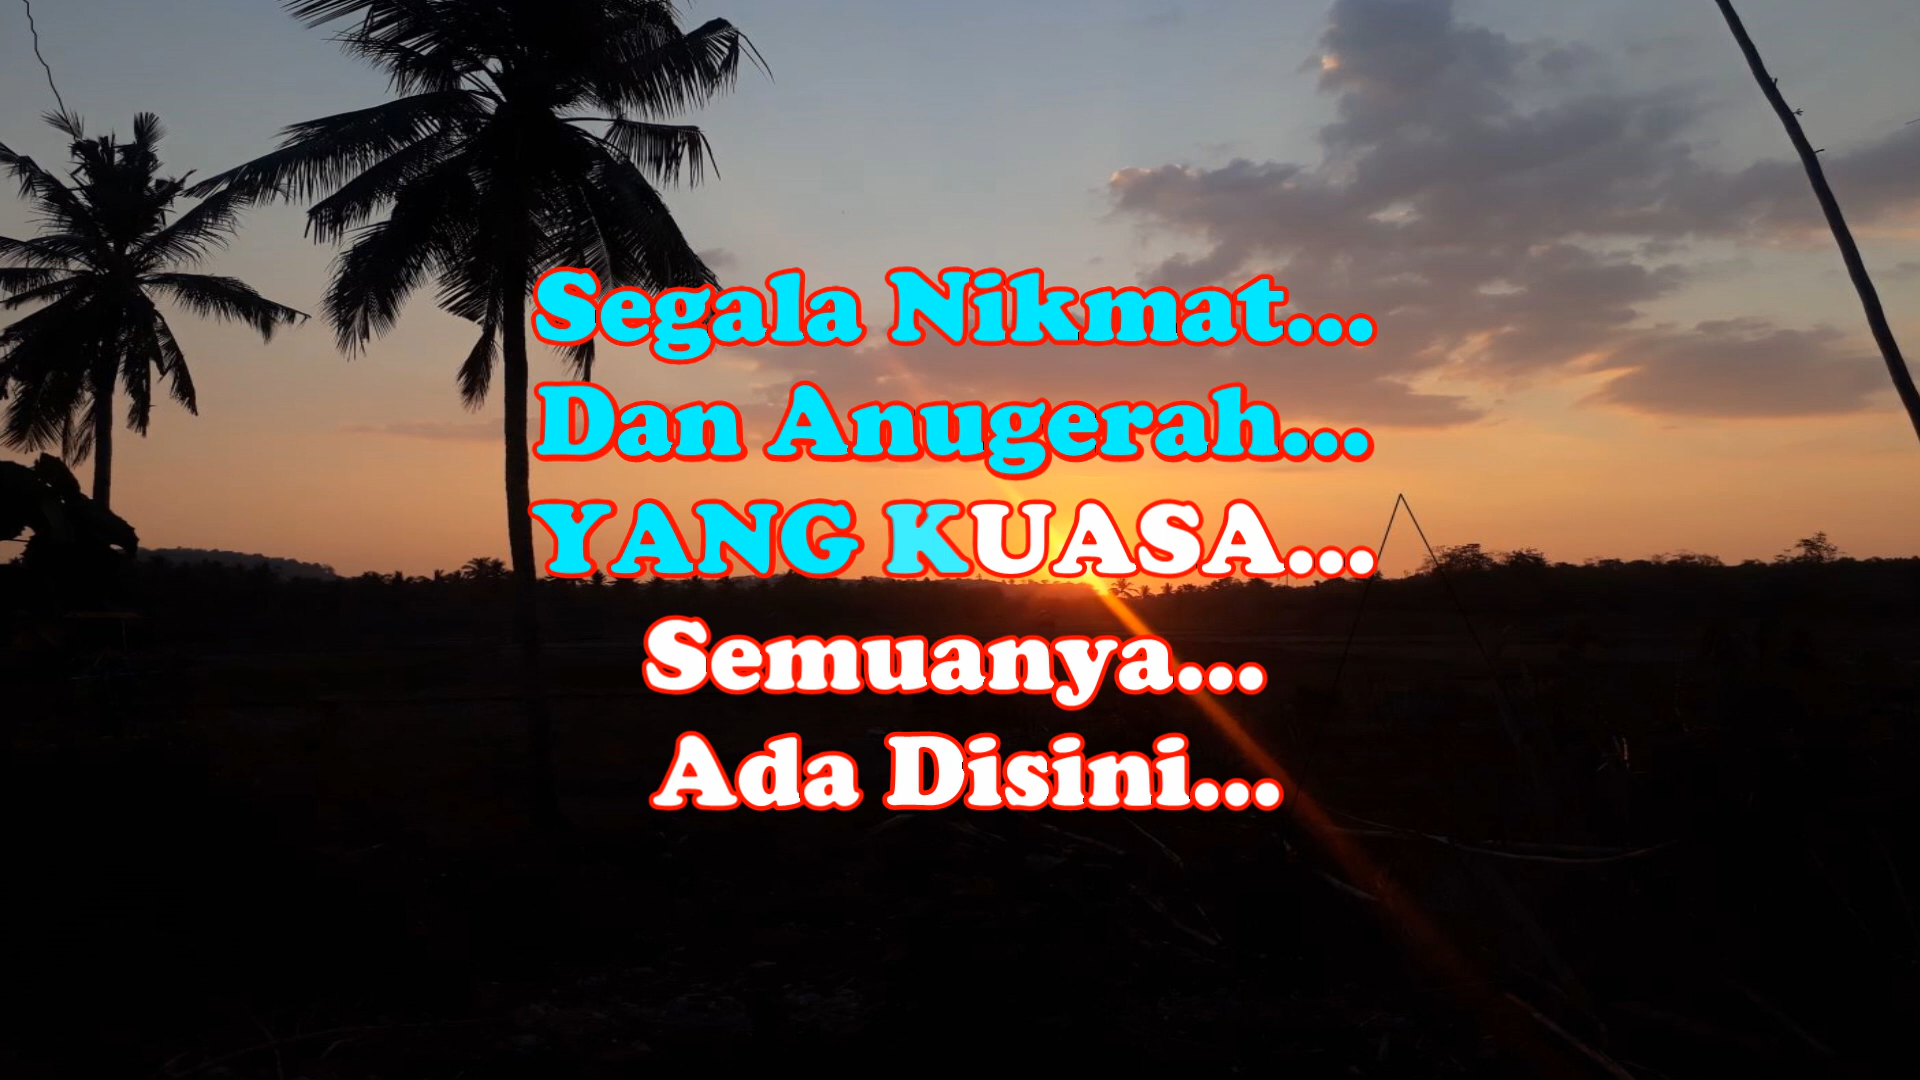 Segala Nikmat...
Dan Anugerah...
YANG KUASA...
Semuanya...
Ada Disini...